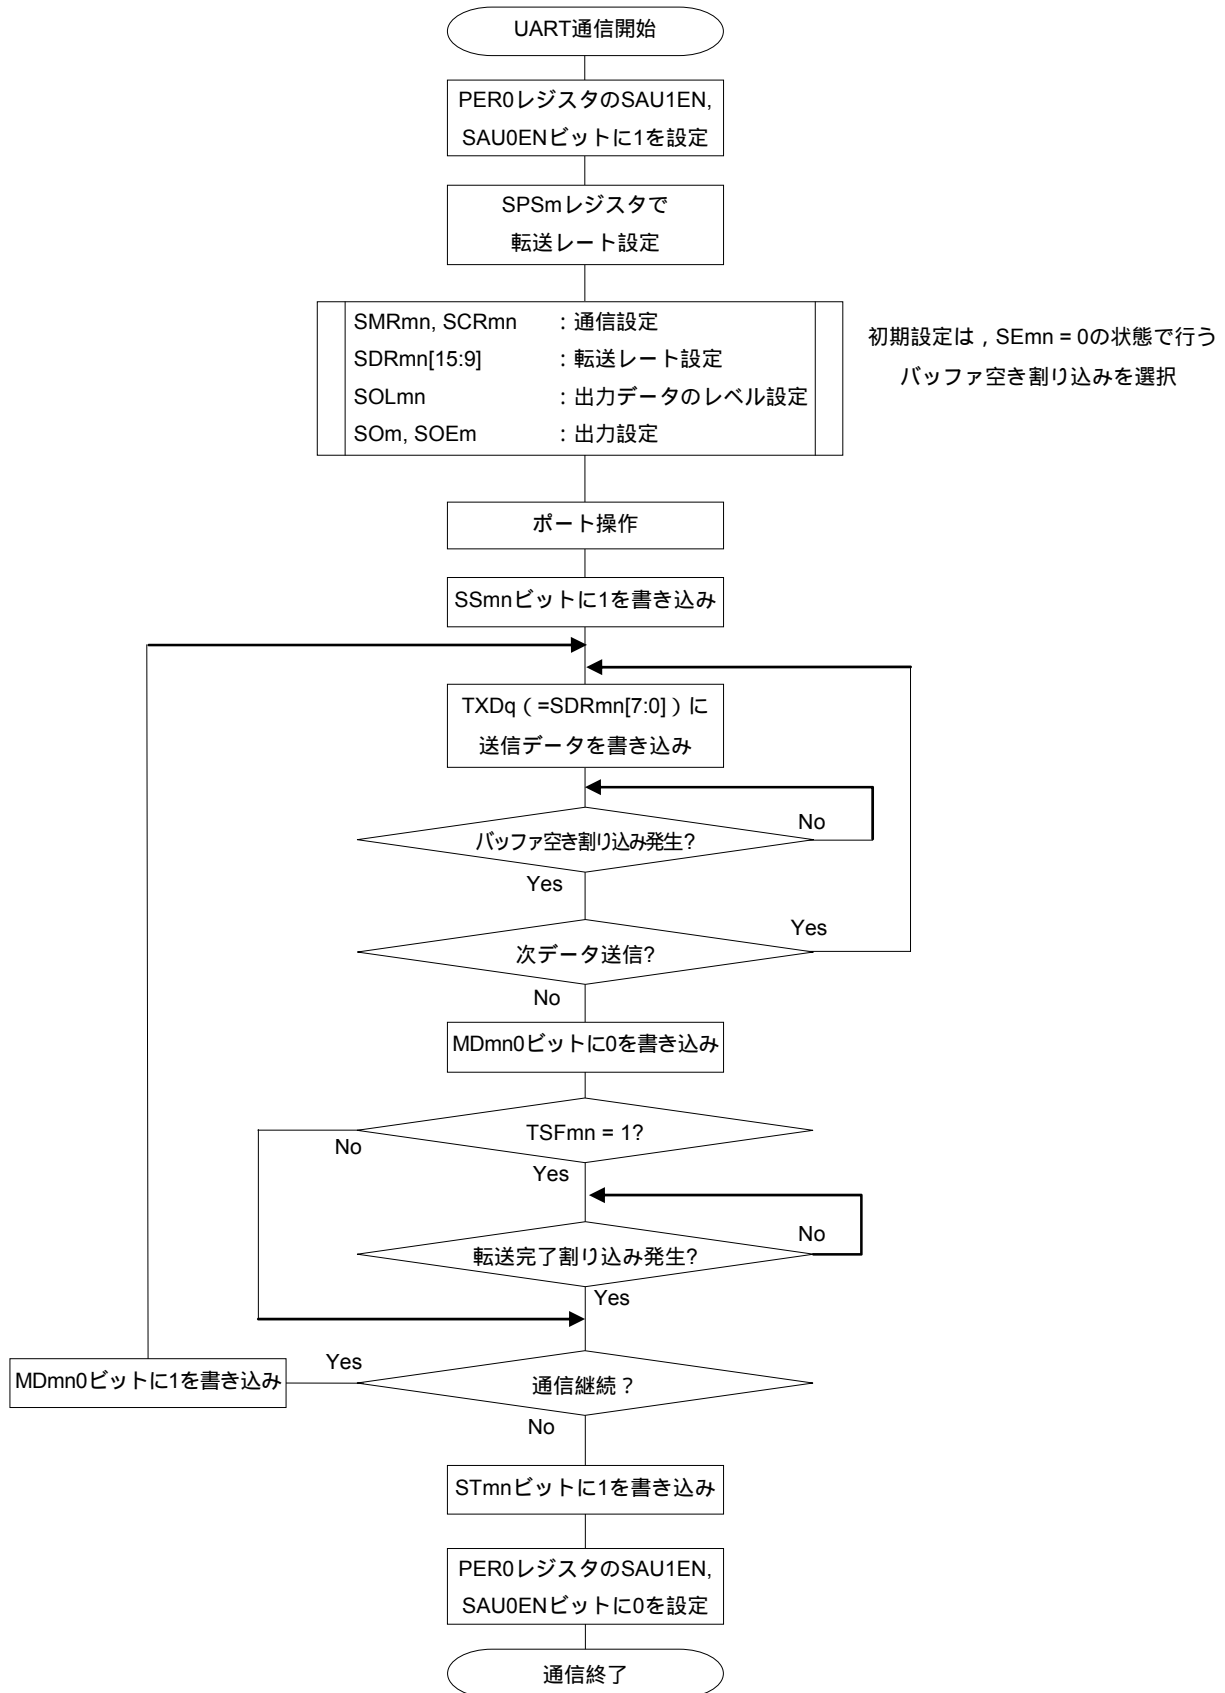 UART通信開始
PER0レジスタのSAU1EN,
SAU0ENビットに1を設定
SPSmレジスタで
転送レート設定
SMRmn, SCRmn ：通信設定
SDRmn[15:9] ：転送レート設定
SOLmn ：出力データのレベル設定
SOm, SOEm ：出力設定
初期設定は，SEmn = 0の状態で行う
バッファ空き割り込みを選択
ポート操作
SSmnビットに1を書き込み
TXDq（=SDRmn[7:0]）に
送信データを書き込み
バッファ空き割り込み発生?
No
Yes
次データ送信?
Yes
No
MDmn0ビットに0を書き込み
TSFmn = 1?
No
Yes
転送完了割り込み発生?
No
Yes
MDmn0ビットに1を書き込み
Yes
通信継続？
No
STmnビットに1を書き込み
PER0レジスタのSAU1EN,
SAU0ENビットに0を設定
通信終了